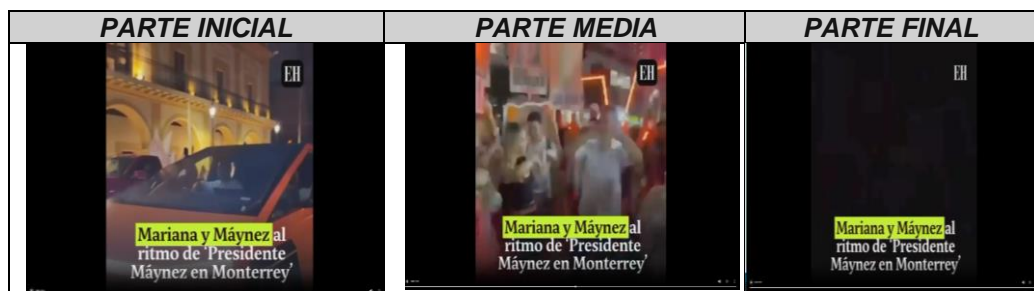 PARTE INICIAL
PARTE MEDIA
PARTE FINAL
EH
Mariana y Máynez al
ritmo de 'Presidente
Máynez en Monterrey'
EH
Mariana y Máynez al
ritmo de 'Presidente
Máynez en Monterrey'
EH
Mariana y Máynez al
ritmo de 'Presidente
Máynez en Monterrey'